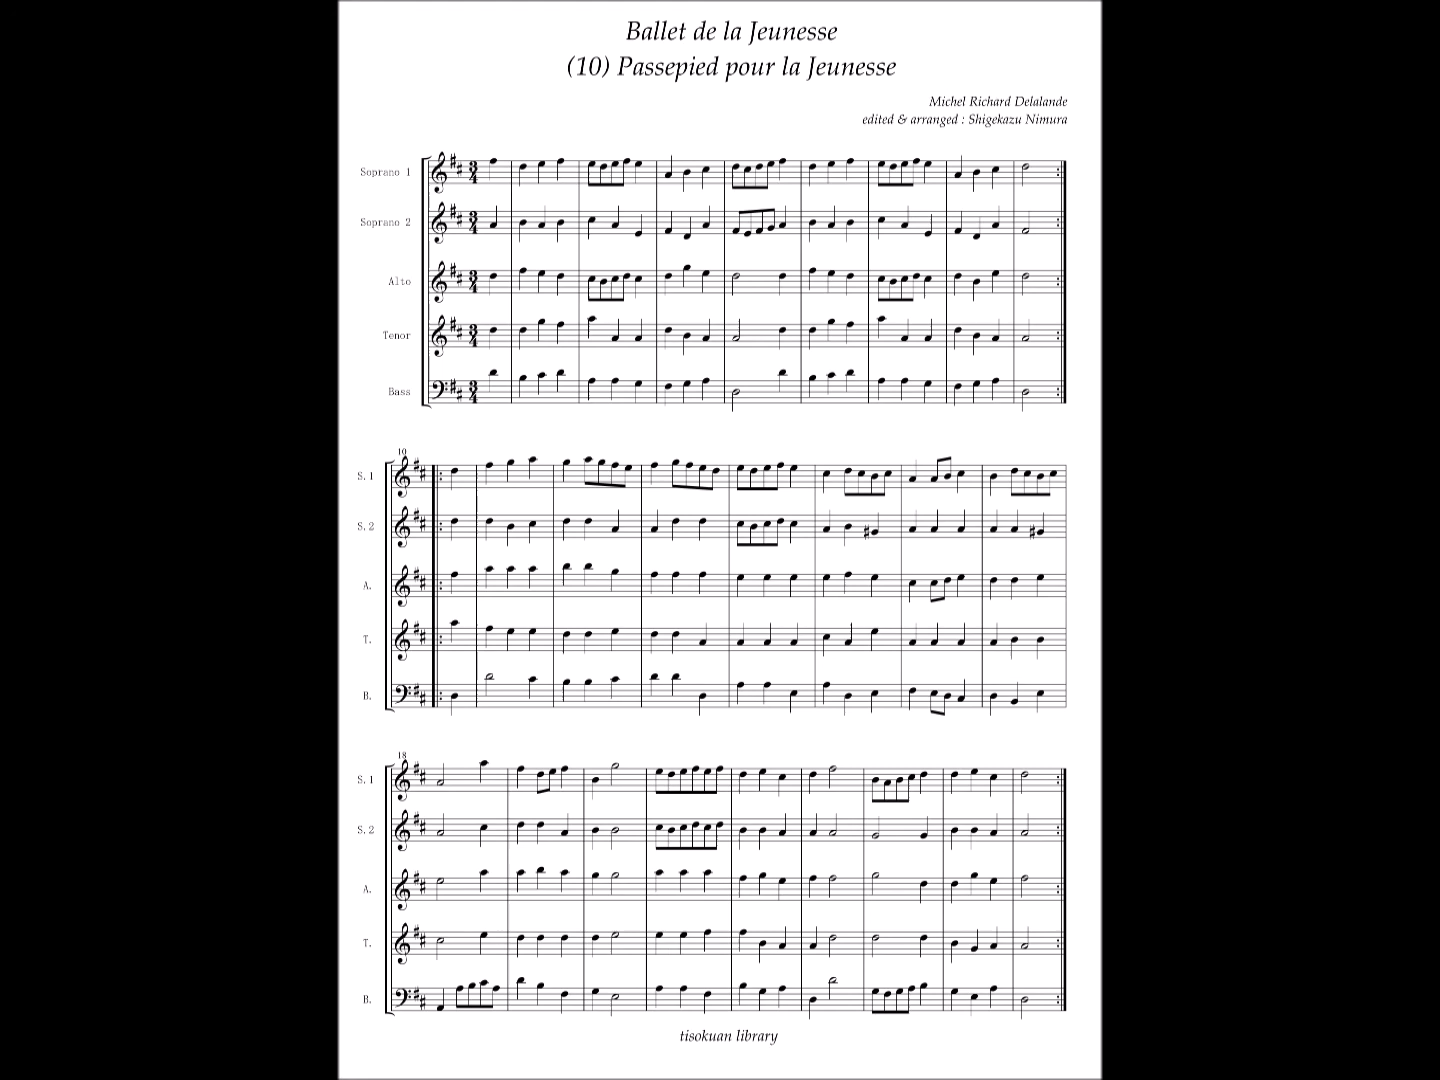 Ballet de la Jeunesse
(10) Passepied pour la Jeunesse
Michel Richard Delalande
edited & arranged : Shigekazu Nimura
Soprano 1
Soprano 2
Alto
Tenor
Bass
10
S. 1
S. 2
A.
T.
B.
18
S. 1
S. 2
A.
T.
B.
tisokuan library